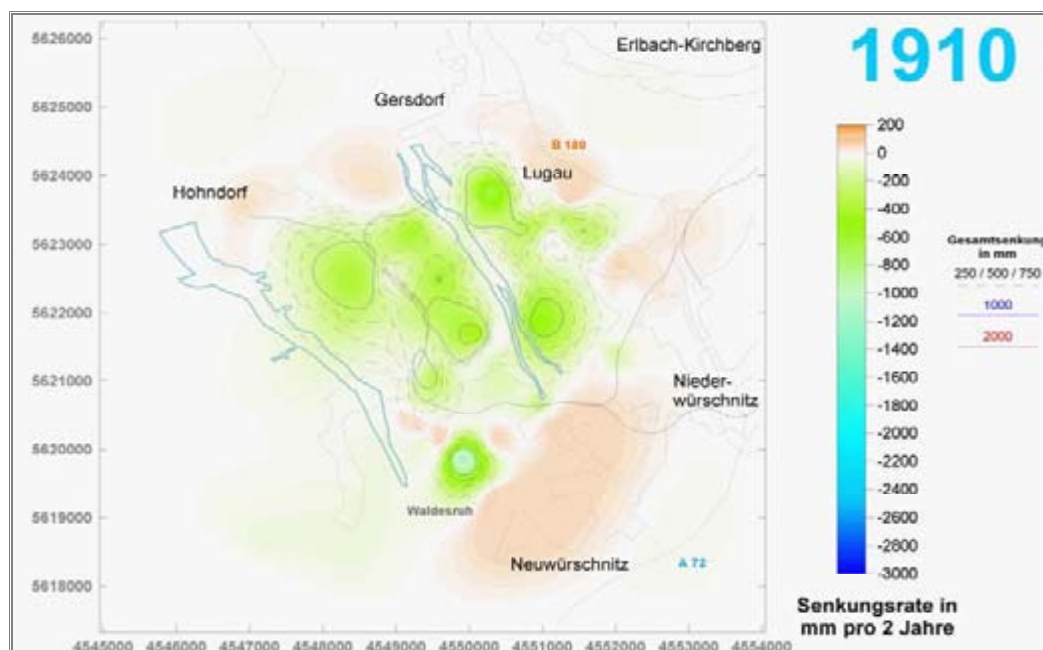 1910
5626000
5625000
5624000
5623000
5622000
5621000
5620000
5619000
5618000
Erlbach-Kirchberg
Gersdorf
B 180
Lugau
Hohndorf
Nieder-
würschnitz
Waldesruh
Neuwürschnitz
A 72
4545000 4546000 4547000 4548000 4549000 4550000 4551000 4552000 4553000 4554000
200
0
-200
-400
-600
-800
-1000
-1200
-1400
-1600
-1800
-2000
-2200
-2400
-2600
-2800
-3000
Senkungsrate in
mm pro 2 Jahre
Gesamtsenkung
in mm
250 / 500 / 750
1000
2000